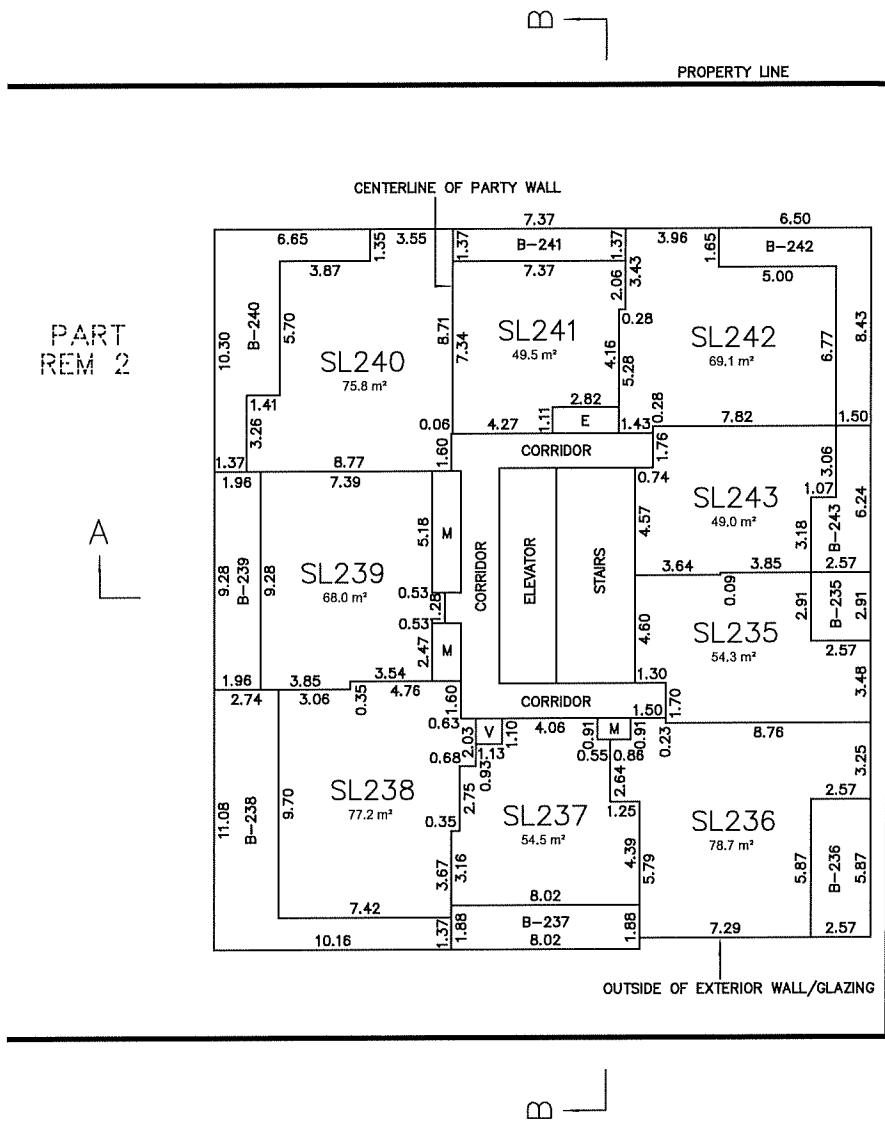 B
PROPERTY LINE
CENTERLINE OF PARTY WALL
7.37
6.50
6.65
1.35
3.55
1.37
B-241
1.37
3.96
1.65
B-242
3.87
7.37
5.00
2.06
3.43
PART
REM 2
10.30
B-240
5.70
SL240
75.8 m²
8.71
7.34
SL241
49.5 m²
0.28
4.16
5.28
SL242
69.1 m²
6.77
8.43
1.41
3.26
2.82
1.11
E
0.06
4.27
1.43
0.28
7.82
1.50
1.37
8.77
1.60
CORRIDOR
1.76
3.06
1.96
7.39
0.74
1.07
A
9.28
B-239
9.28
SL239
68.0 m²
5.18
M
CORRIDOR
ELEVATOR
STAIRS
4.57
SL243
49.0 m²
3.18
B-243
6.24
0.53
1.28
0.53
3.64
3.85
2.57
0.09
2.47
M
4.60
SL235
54.3 m²
2.91
B-235
2.91
2.57
1.96
3.85
3.54
1.30
3.48
2.74
3.06
0.35
4.76
1.60
CORRIDOR
1.50
1.70
0.63
2.03
V
1.10
4.06
0.91
M
0.91
0.23
8.76
1.13
0.55
0.86
3.25
0.68
0.93
2.64
2.57
11.08
B-238
9.70
SL238
77.2 m²
2.75
SL237
54.5 m²
1.25
SL236
78.7 m²
0.35
3.67
3.16
4.39
5.79
5.87
B-236
5.87
7.42
8.02
10.16
1.37
1.88
B-237
8.02
1.88
7.29
2.57
OUTSIDE OF EXTERIOR WALL/GLAZING
B